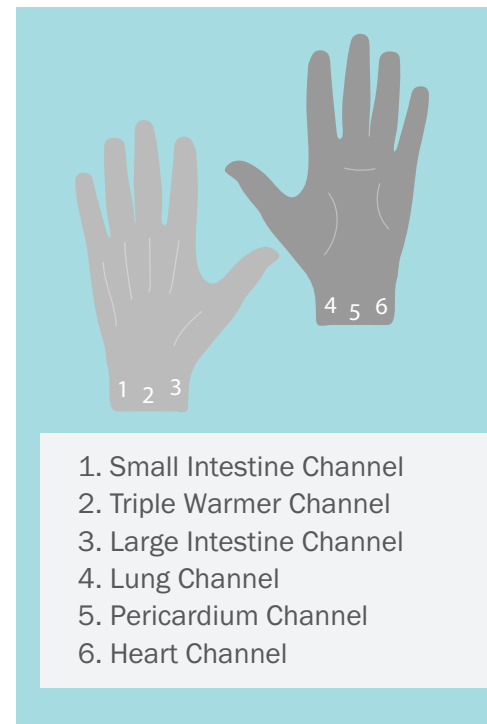 4 5 6
1 2 3
1. Small Intestine Channel
2. Triple Warmer Channel
3. Large Intestine Channel
4. Lung Channel
5. Pericardium Channel
6. Heart Channel